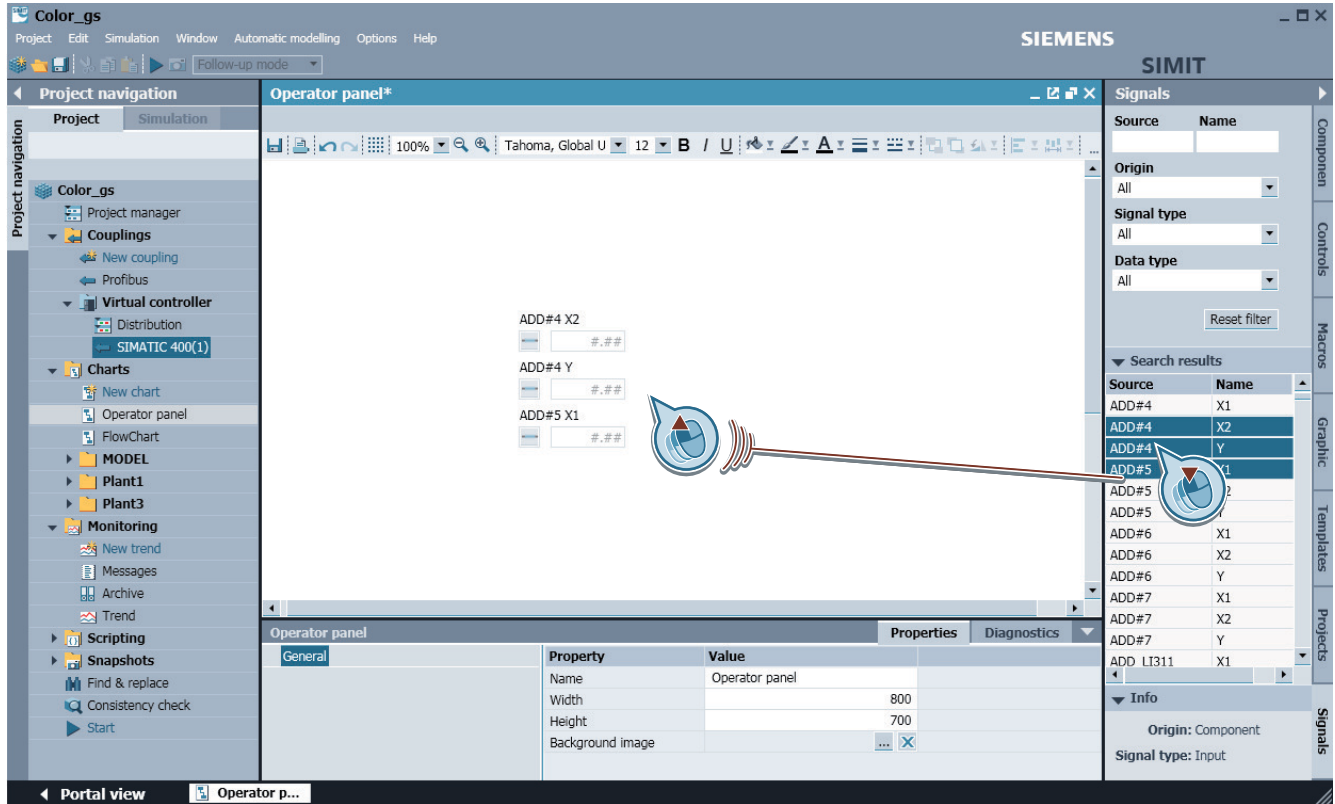 Color_gs
Project Edit Simulation Window Automatic modelling Options Help
SIEMENS
Follow-up mode
SIMIT
Project navigation
Project navigation
Project Simulation
Color_gs
Project manager
Couplings
New coupling
Profibus
Virtual controller
Distribution
SIMATIC 400(1)
Charts
New chart
Operator panel
FlowChart
MODEL
Plant1
Plant3
Monitoring
New trend
Messages
Archive
Trend
Scripting
Snapshots
Find & replace
Consistency check
Start
Operator panel*
100% Tahoma, Global U 12 B I U A ...
ADD#4 X2
#.##
ADD#4 Y
#.##
ADD#5 X1
#.##
Operator panel Properties Diagnostics
General
Property Value
Name Operator panel
Width 800
Height 700
Background image ... X
Signals
Source Name
Origin
All
Signal type
All
Data type
All
Reset filter
Search results
Source Name
ADD#4 X1
ADD#4 X2
ADD#4 Y
ADD#5 X1
ADD#5
ADD#5
ADD#6 X1
ADD#6 X2
ADD#6 Y
ADD#7 X1
ADD#7 X2
ADD#7 Y
ADD_LI311 X1
Info
Origin: Component
Signal type: Input
Componen
Controls
Macros
Graphic
Templates
Projects
Signals
Portal view Operator p...